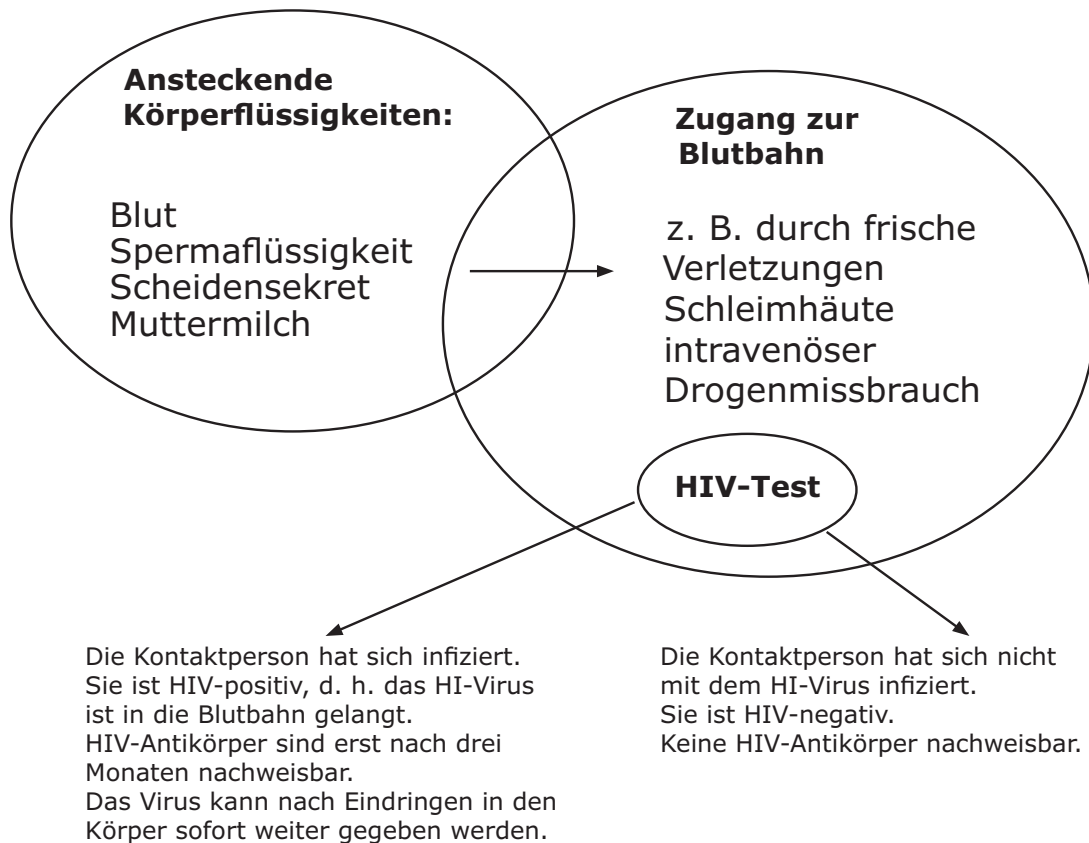 Ansteckende
Körperflüssigkeiten:
Blut
Spermaflüssigkeit
Scheidensekret
Muttermilch
Zugang zur
Blutbahn
z. B. durch frische
Verletzungen
Schleimhäute
intravenöser
Drogenmissbrauch
HIV-Test
Die Kontaktperson hat sich infiziert.
Sie ist HIV-positiv, d. h. das HI-Virus
ist in die Blutbahn gelangt.
HIV-Antikörper sind erst nach drei
Monaten nachweisbar.
Das Virus kann nach Eindringen in den
Körper sofort weiter gegeben werden.
Die Kontaktperson hat sich nicht
mit dem HI-Virus infiziert.
Sie ist HIV-negativ.
Keine HIV-Antikörper nachweisbar.